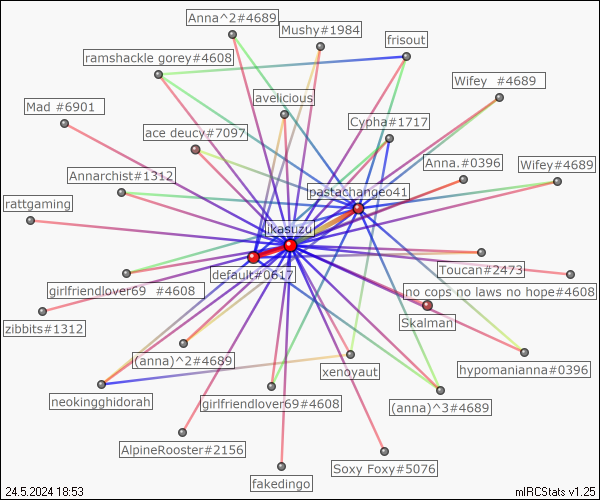 Anna^2#4689
Mushy#1984
frisout
ramshackle gorey#4608
Wifey  #4689
avelicious
Mad #6901
Cypha#1717
ace deucy#7097
Anna.#0396
Wifey#4689
Annarchist#1312
pastachangeo41
rattgaming
ikasuzu
default#0617
Toucan#2473
girlfriendlover69  #4608
no cops no laws no hope#4608
zibbits#1312
Skalman
(anna)^2#4689
xenoyaut
hypomanianna#0396
neokingghidorah
girlfriendlover69#4608
(anna)^3#4689
AlpineRooster#2156
Soxy Foxy#5076
fakedingo
24.5.2024 18:53
mIRCStats v1.25